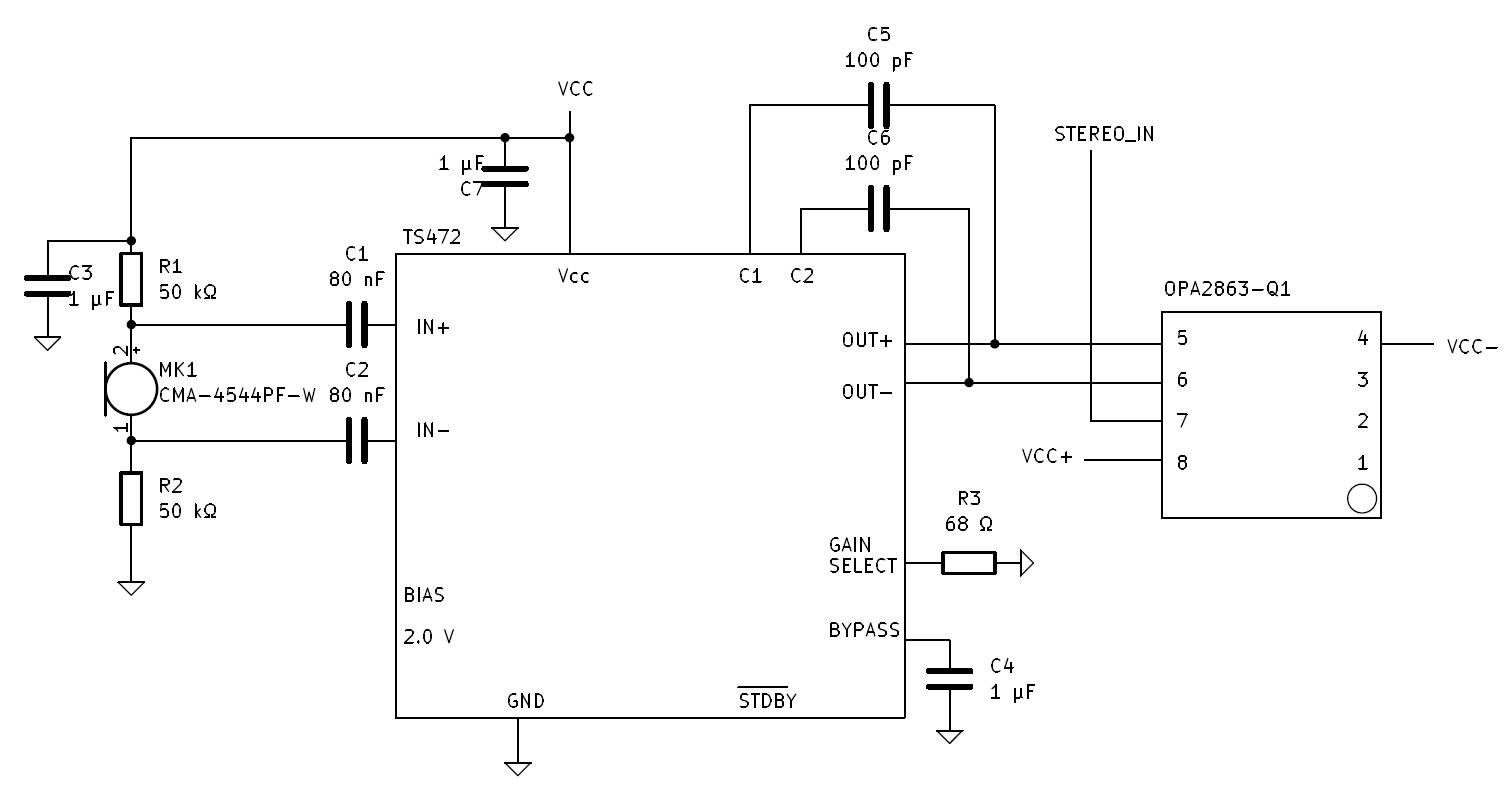 C5
100 pF
VCC
C6
100 pF
STEREO_IN
1 µF
C7
TS472
C1
80 nF
Vcc
C1
C2
C3
1 µF
R1
50 kΩ
OPA2863-Q1
IN+
OUT+
5
4
VCC-
2
+
MK1
CMA-4544PF-W
C2
80 nF
OUT-
6
3
1
IN-
7
2
VCC+
8
1
R2
50 kΩ
R3
68 Ω
GAIN
SELECT
BIAS
2.0 V
BYPASS
C4
1 µF
GND
STDBY